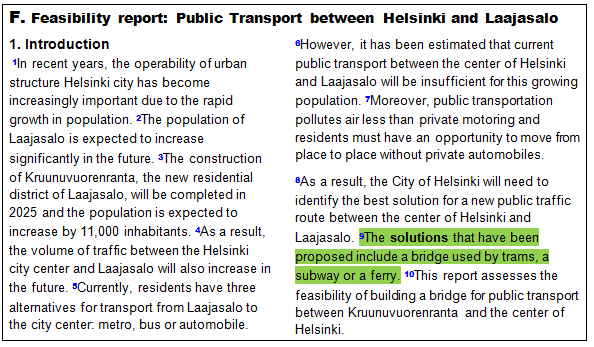 F. Feasibility report: Public Transport between Helsinki and Laajasalo
1. Introduction
1In recent years, the operability of urban
structure Helsinki city has become
increasingly important due to the rapid
growth in population. 2The population of
Laajasalo is expected to increase
significantly in the future. 3The construction
of Kruunuvuorenranta, the new residential
district of Laajasalo, will be completed in
2025 and the population is expected to
increase by 11,000 inhabitants. 4As a result,
the volume of traffic between the Helsinki
city center and Laajasalo will also increase in
the future. 5Currently, residents have three
alternatives for transport from Laajasalo to
the city center: metro, bus or automobile.
6However, it has been estimated that current
public transport between the center of Helsinki
and Laajasalo will be insufficient for this growing
population. 7Moreover, public transportation
pollutes air less than private motoring and
residents must have an opportunity to move from
place to place without private automobiles.
8As a result, the City of Helsinki will need to
identify the best solution for a new public traffic
route between the center of Helsinki and
Laajasalo. 9The solutions that have been
proposed include a bridge used by trams, a
subway or a ferry. 10This report assesses the
feasibility of building a bridge for public transport
between Kruunuvuorenranta and the center of
Helsinki.